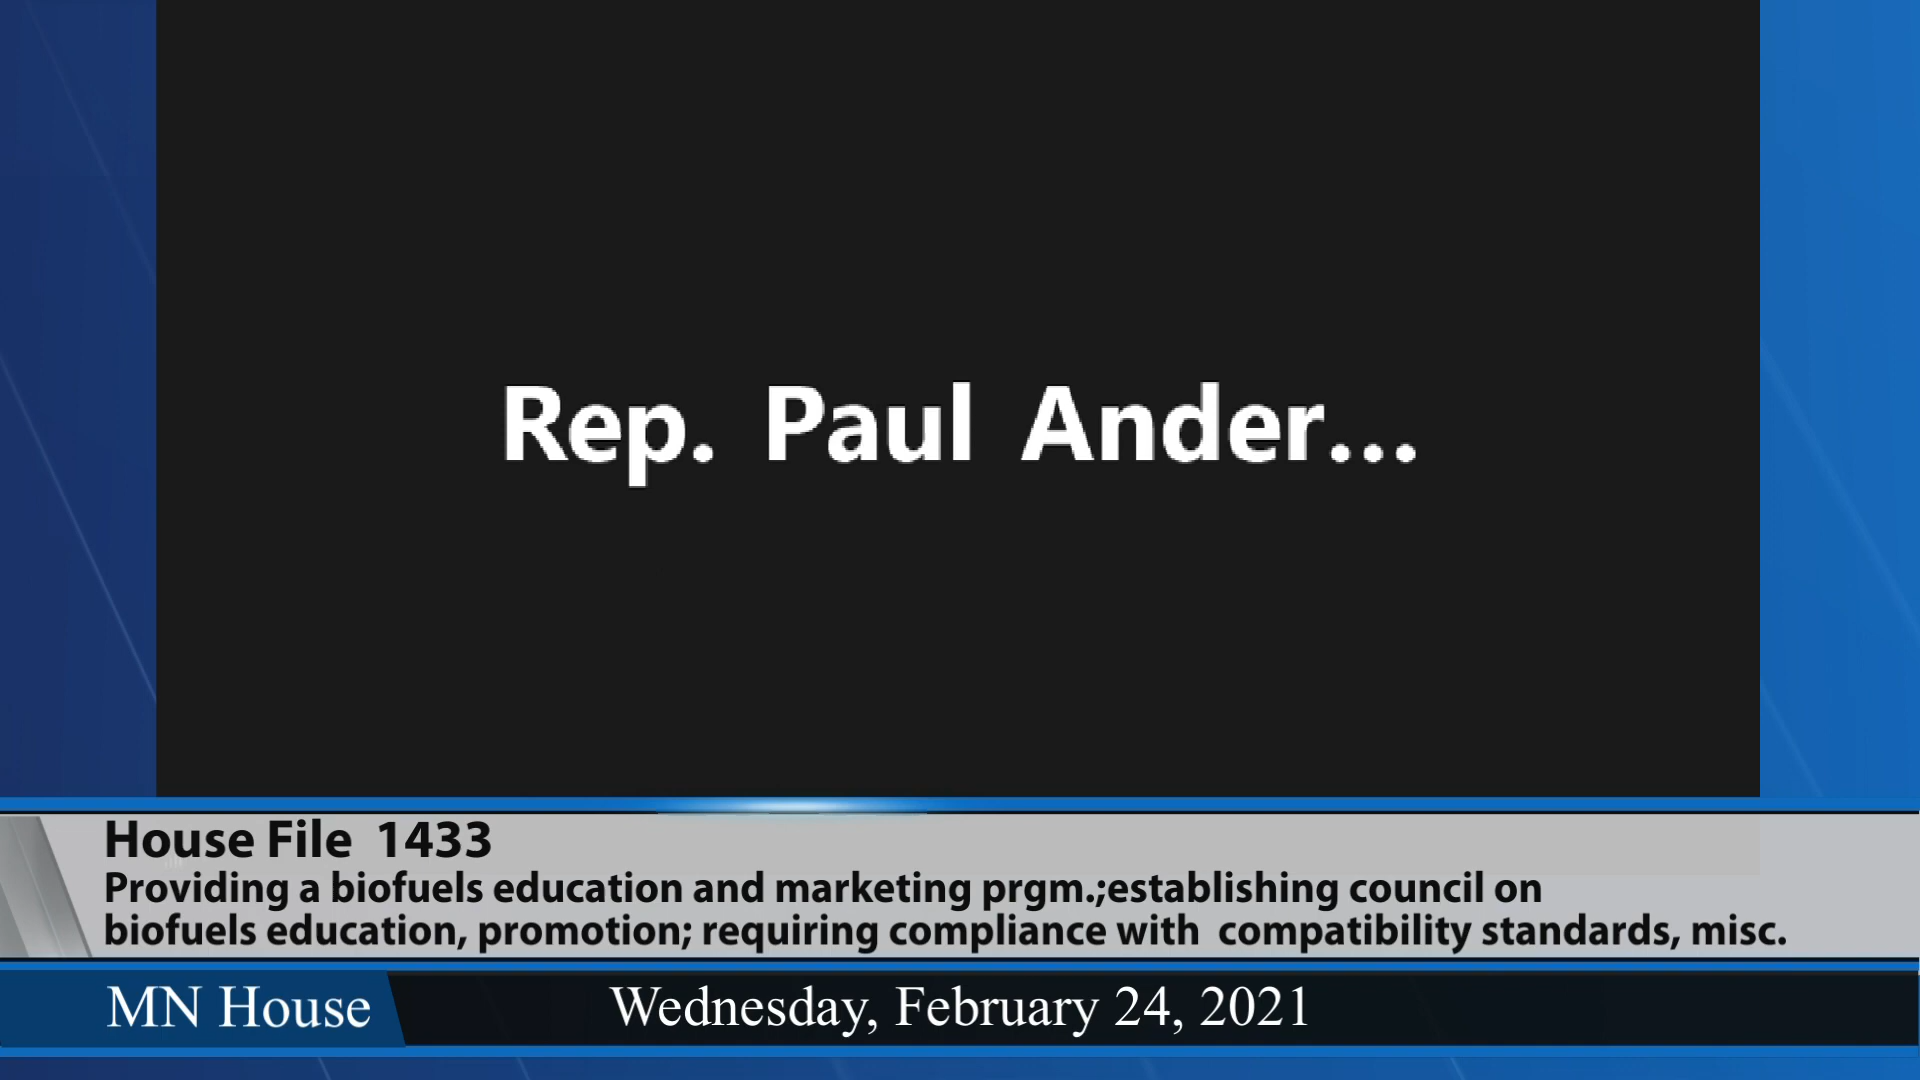 Rep. Paul Ander...
House File 1433
Providing a biofuels education and marketing prgm.;establishing council on
biofuels education, promotion; requiring compliance with compatibility standards, misc.
MN House
Wednesday, February 24, 2021